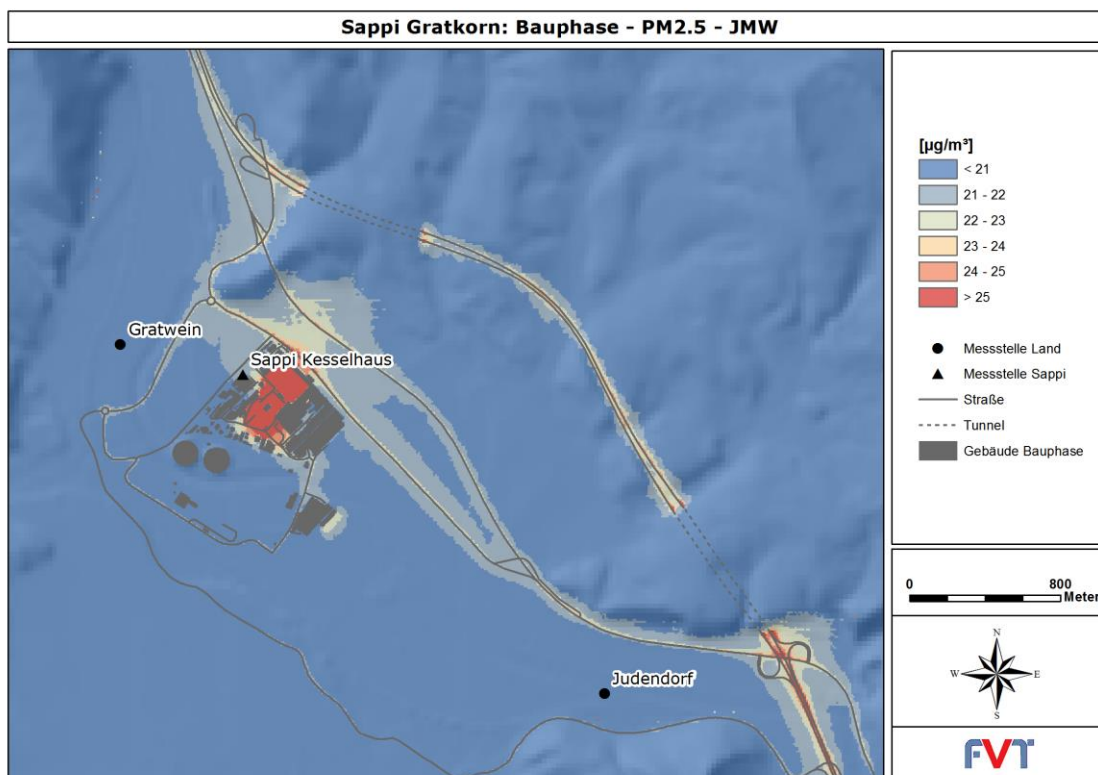 Sappi Gratkorn: Bauphase - PM2.5 - JMW
Gratwein
Sappi Kesselhaus
Judendorf
[µg/m³]
< 21
21 - 22
22 - 23
23 - 24
24 - 25
> 25
Messstelle Land
Messstelle Sappi
Straße
Tunnel
Gebäude Bauphase
0 800
Meter
N
W E
S
FVT